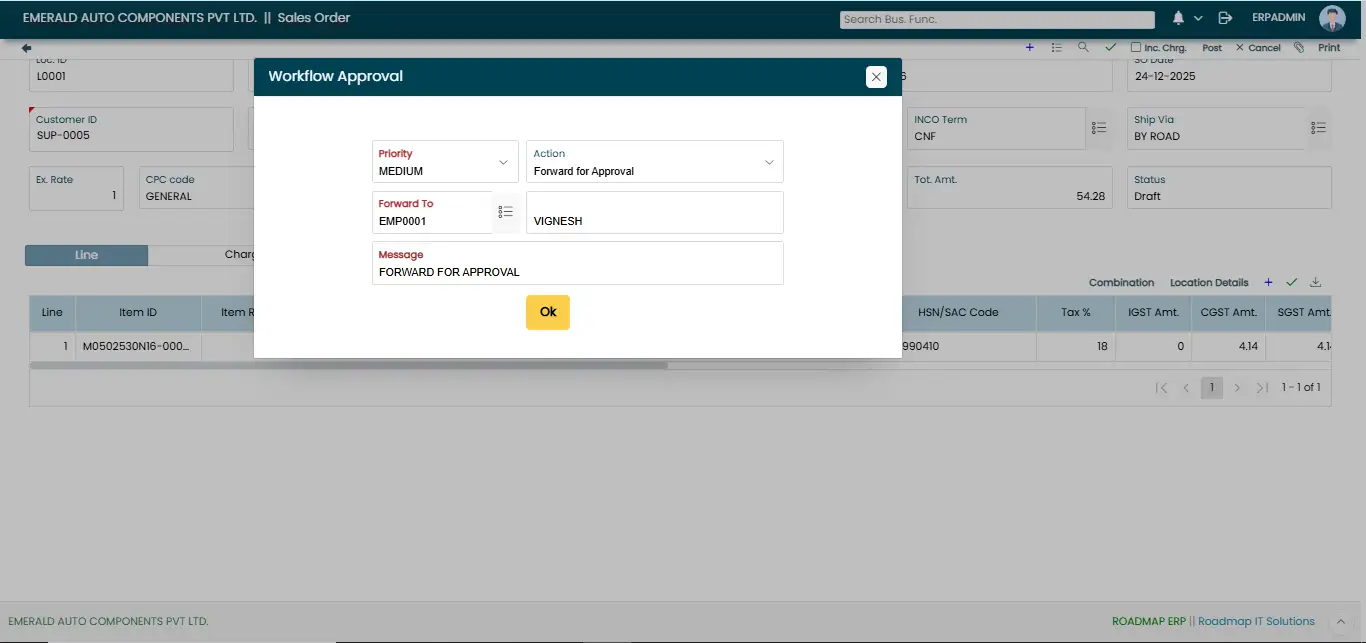 EMERALD AUTO COMPONENTS PVT LTD. || Sales Order
Search Bus. Func.
ERPADMIN
Inc. Chrg. Post Cancel Print
Loc. ID
L0001
SO Date
24-12-2025
Workflow Approval
Customer ID
SUP-0005
INCO Term
CNF
Ship Via
BY ROAD
Ex. Rate
1
CPC code
GENERAL
Tot. Amt.
54.28
Status
Draft
Priority
MEDIUM
Action
Forward for Approval
Forward To
EMP0001
VIGNESH
Message
FORWARD FOR APPROVAL
Ok
Line
Combination Location Details
Line Item ID HSN/SAC Code Tax % IGST Amt. CGST Amt. SGST Amt.
1 M0502530N16-000... 990410 18 0 4.14
1 1 - 1 of 1
EMERALD AUTO COMPONENTS PVT LTD.
ROADMAP ERP || Roadmap IT Solutions